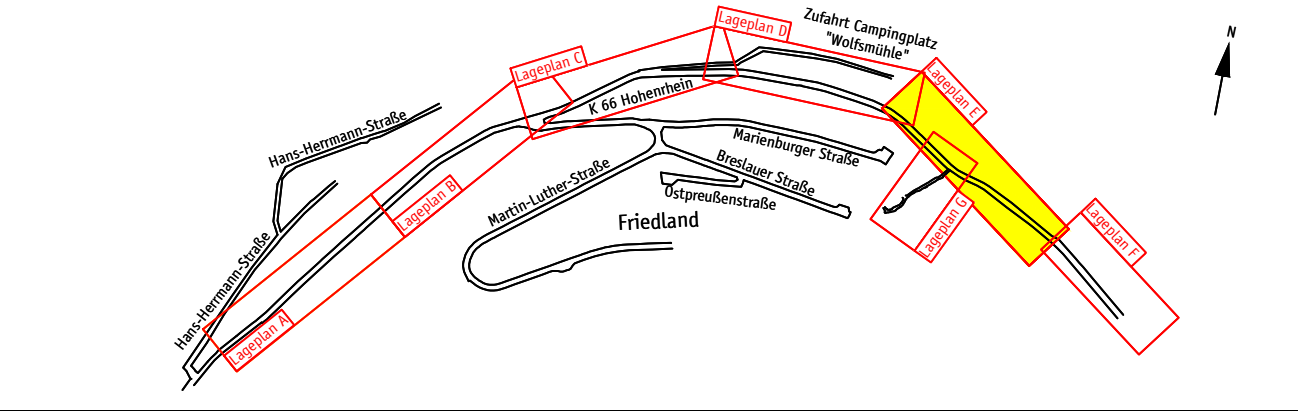 Lageplan D
Zufahrt Campingplatz
"Wolfsmühle"
N
Lageplan C
Lageplan E
K 66 Hohenrhein
Hans-Herrmann-Straße
Marienburger Straße
Breslauer Straße
Ostpreußenstraße
Martin-Luther-Straße
Lageplan B
Friedland
Lageplan G
Lageplan F
Hans-Herrmann-Straße
Lageplan A